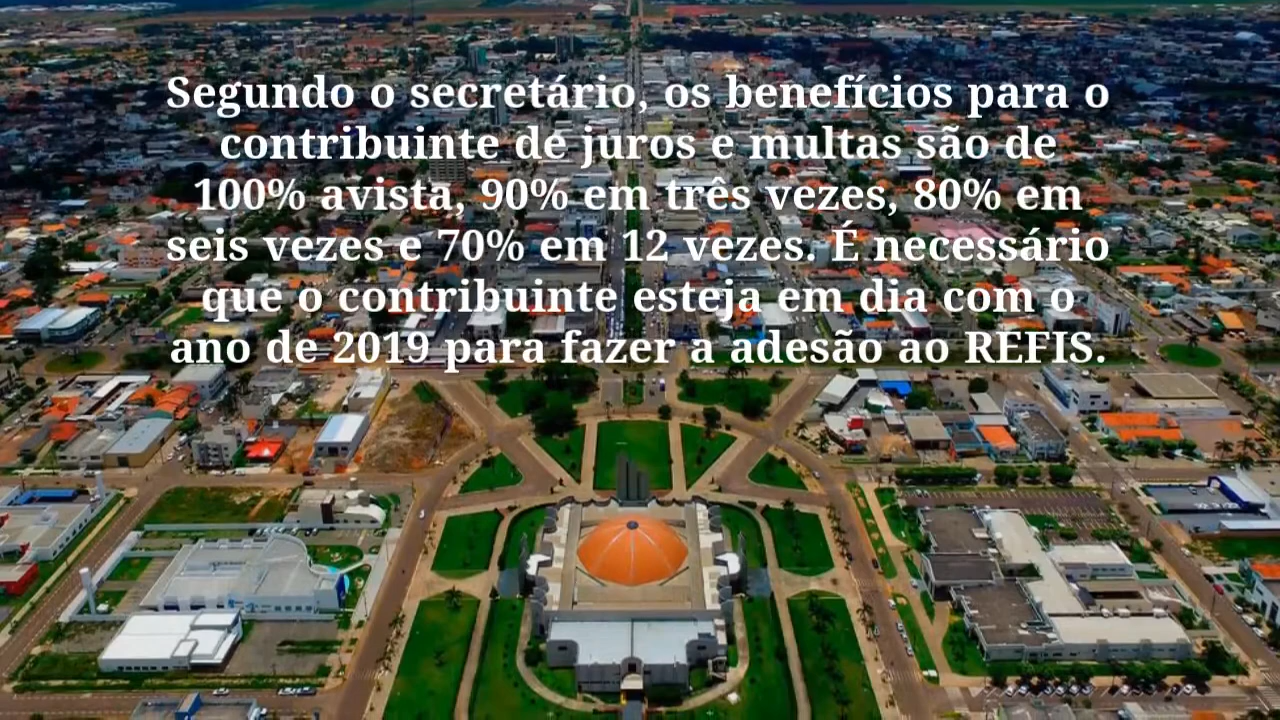 Segundo o secretário, os benefícios para o
contribuinte de juros e multas são de
100% avista, 90% em três vezes, 80% em
seis vezes e 70% em 12 vezes. É necessário
que o contribuinte esteja em dia com o
ano de 2019 para fazer a adesão ao REFIS.